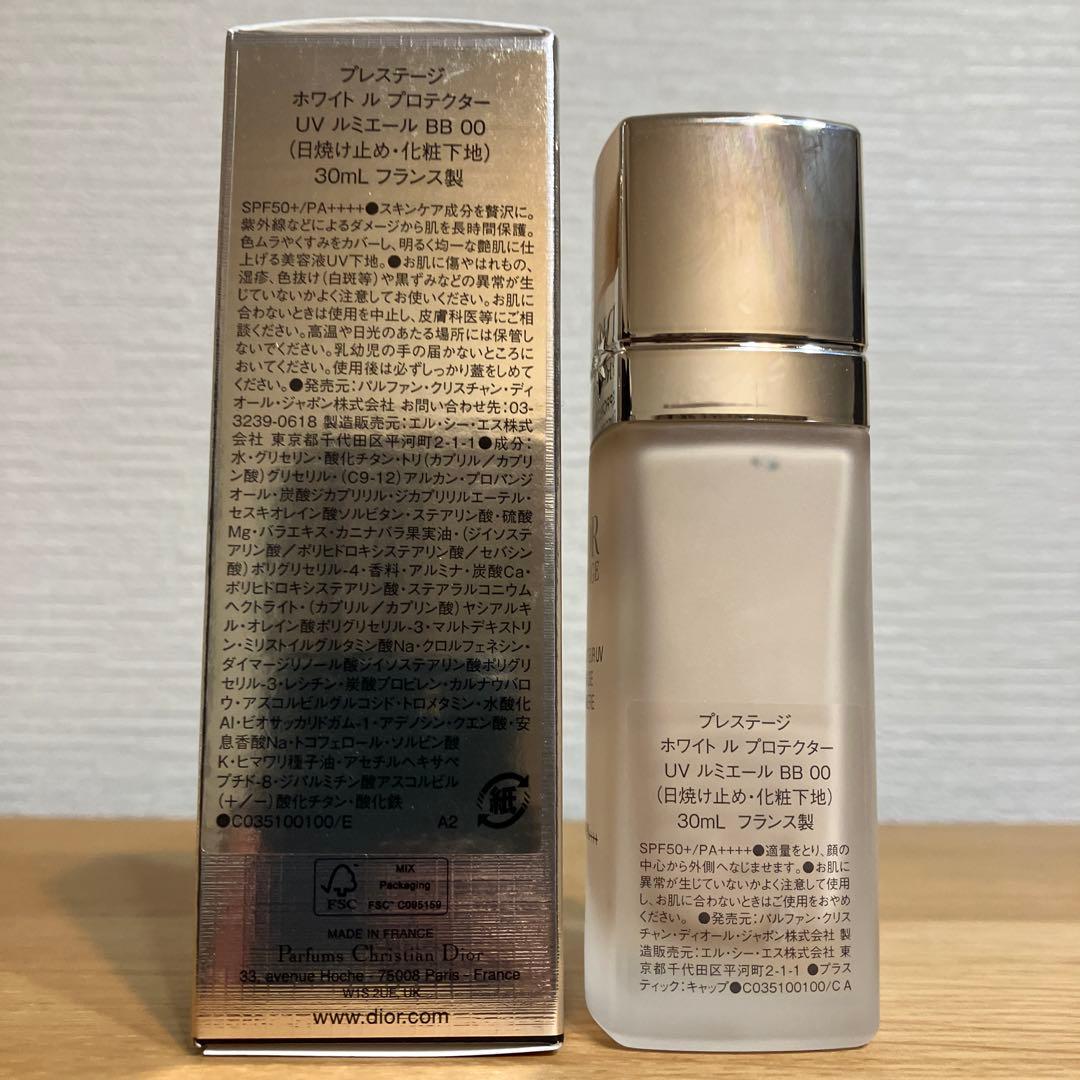 プレステージ
ホワイト ル プロテクター
UV ルミエール BB 00
(日焼け止め・化粧下地)
30mL フランス製
SPF50+/PA++++●スキンケア成分を贅沢に。
紫外線などによるダメージから肌を長時間保護。
色ムラやくすみをカバーし、明るく均一な艶肌に仕
上げる美容液UV下地。●お肌に傷やはれもの、
湿疹、色抜け(白斑等)や黒ずみなどの異常が生
じていないかよく注意してお使いください。お肌に
合わないときは使用を中止し、皮膚科医等にご相
談ください。高温や日光のあたる場所には保管し
ないでください。乳幼児の手の届かないところに
おいてください。使用後は必ずしっかり蓋をしめて
ください。●発売元:パルファン・クリスチャン・ディ
オール・ジャポン株式会社 お問い合わせ先:03-
3239-0618 製造販売元:エル・シー・エス株式
会社 東京都千代田区平河町2-1-1●成分:
水・グリセリン・酸化チタン・トリ(カプリル/カプリ
ン酸)グリセリル・(C9-12)アルカン・プロパンジ
オール・炭酸ジカプリリル・ジカプリリルエーテル・
セスキオレイン酸ソルビタン・ステアリン酸・硫酸
Mg・バラエキス・カニナバラ果実油・(ジイソステ
アリン酸/ポリヒドロキシステアリン酸/セバシン
酸)ポリグリセリル-4・香料・アルミナ・炭酸Ca・
ポリヒドロキシステアリン酸・ステアラルコニウム
ヘクトライト・(カプリル/カプリン酸)ヤシアルキ
ル・オレイン酸ポリグリセリル-3・マルトデキストリ
ン・ミリストイルグルタミン酸Na・クロルフェネシン・
ダイマージリノール酸ジイソステアリン酸ポリグリ
セリル-3・レシチン・炭酸プロピレン・カルナウバロ
ウ・アスコルビルグルコシド・トロメタミン・水酸化
Al・ビオサッカリドガム-1・アデノシン・クエン酸・安
息香酸Na・トコフェロール・ソルビン酸
K・ヒマワリ種子油・アセチルヘキサペ
プチド-8・ジパルミチン酸アスコルビル
(+/-)酸化チタン・酸化鉄
●C035100100/E A2
紙
FSC
MIX
Packaging
FSC™ C095159
MADE IN FRANCE
Parfums Christian Dior
33, avenue Hoche - 75008 Paris - France
W1S 2UE, UK
www.dior.com
プレステージ
ホワイト ル プロテクター
UV ルミエール BB 00
(日焼け止め・化粧下地)
30mL フランス製
SPF50+/PA++++●適量をとり、顔の
中心から外側へなじませます。●お肌に
異常が生じていないかよく注意して使用
し、お肌に合わないときはご使用をおやめ
ください。 ●発売元:パルファン・クリス
チャン・ディオール・ジャポン株式会社 製
造販売元:エル・シー・エス株式会社 東
京都千代田区平河町2-1-1 ●プラス
ティック:キャップ●C035100100/C A